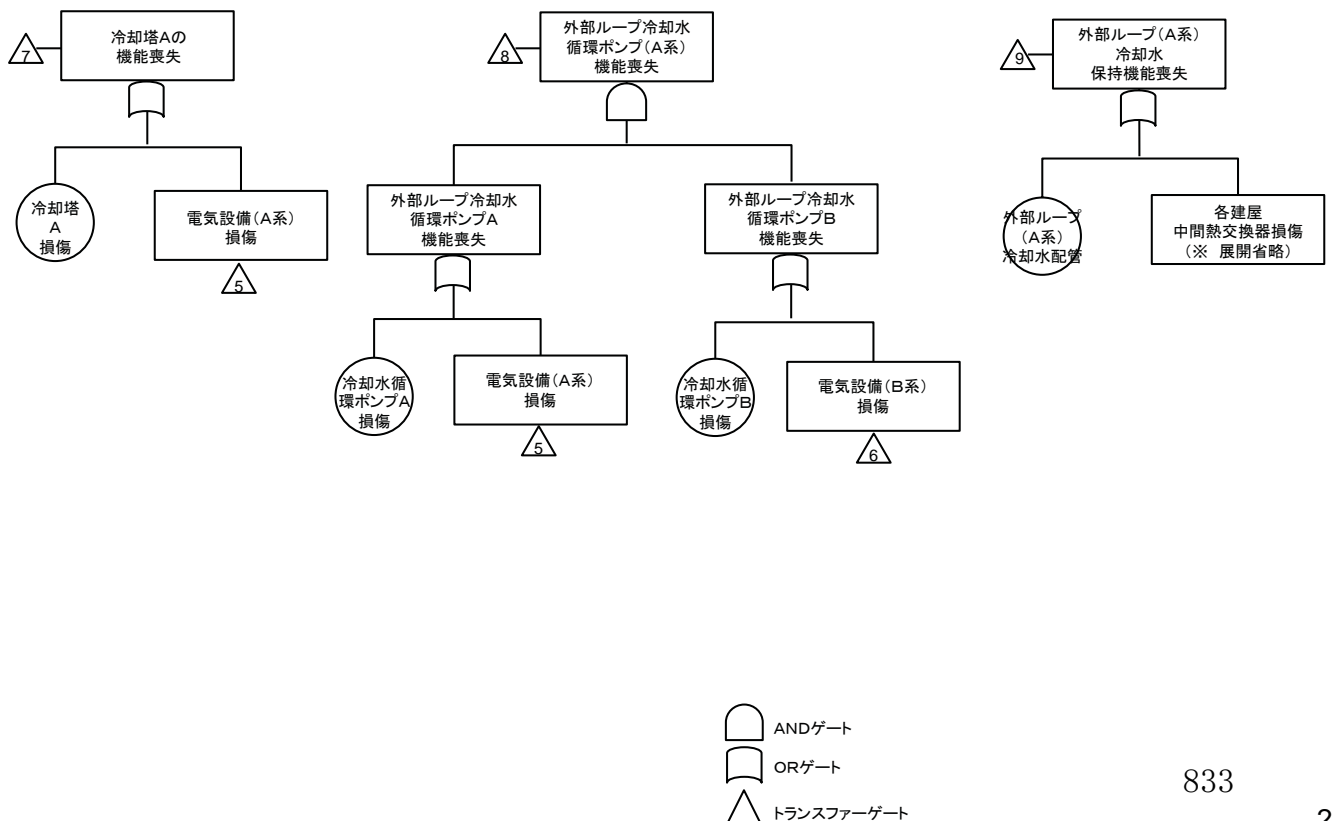 7
冷却塔Aの
機能喪失
冷却塔
A
損傷
電気設備(A系)
損傷
5
8
外部ループ冷却水
循環ポンプ(A系)
機能喪失
外部ループ冷却水
循環ポンプA
機能喪失
冷却水循
環ポンプA
損傷
電気設備(A系)
損傷
5
外部ループ冷却水
循環ポンプB
機能喪失
冷却水循
環ポンプB
損傷
電気設備(B系)
損傷
6
9
外部ループ(A系)
冷却水
保持機能喪失
外部ループ
(A系)
冷却水配管
各建屋
中間熱交換器損傷
(※ 展開省略)
ANDゲート
ORゲート
トランスファーゲート
833
2